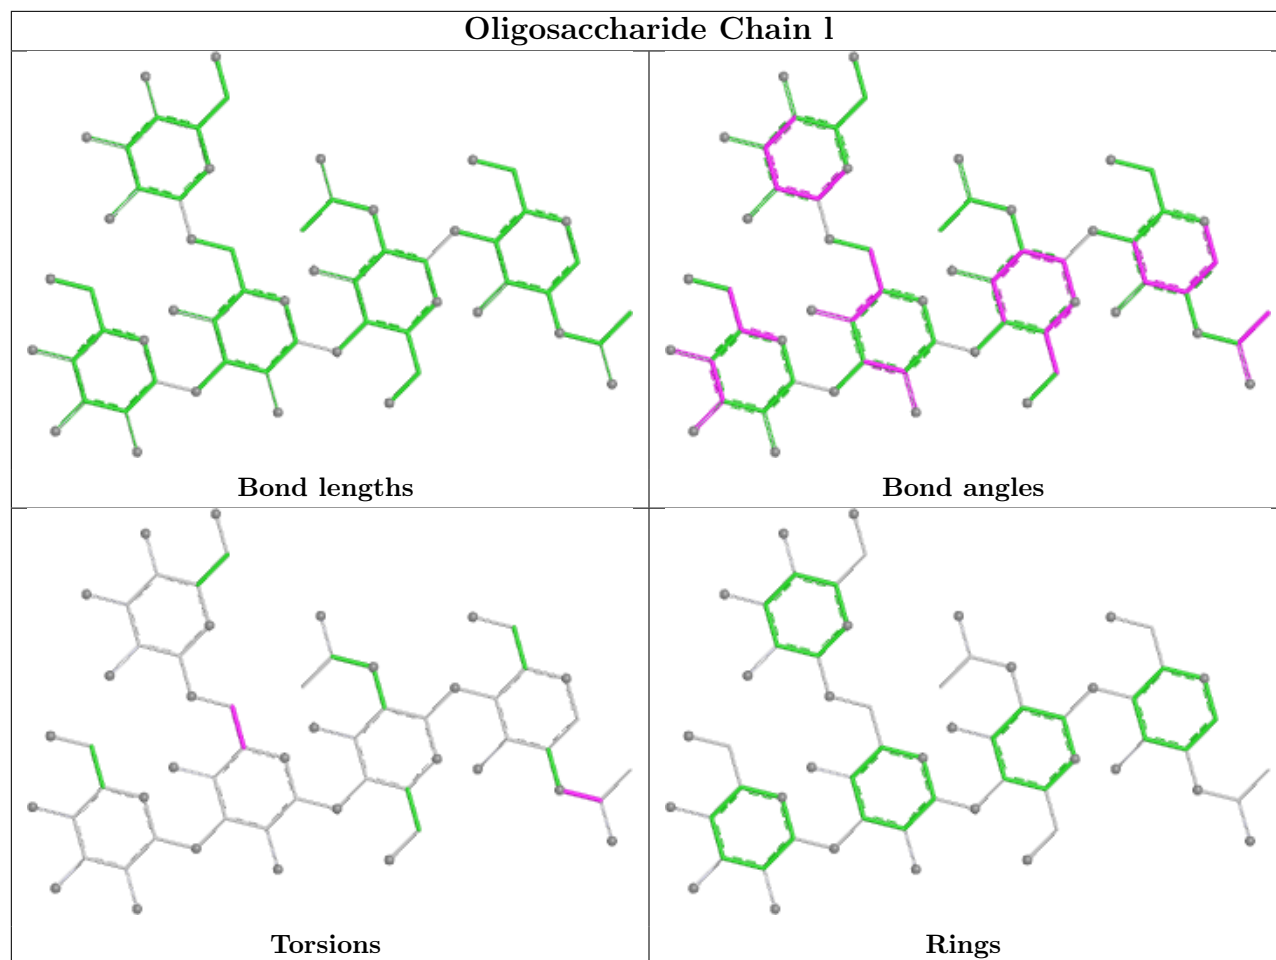 Oligosaccharide Chain l
Bond lengths
Bond angles
Torsions
Rings